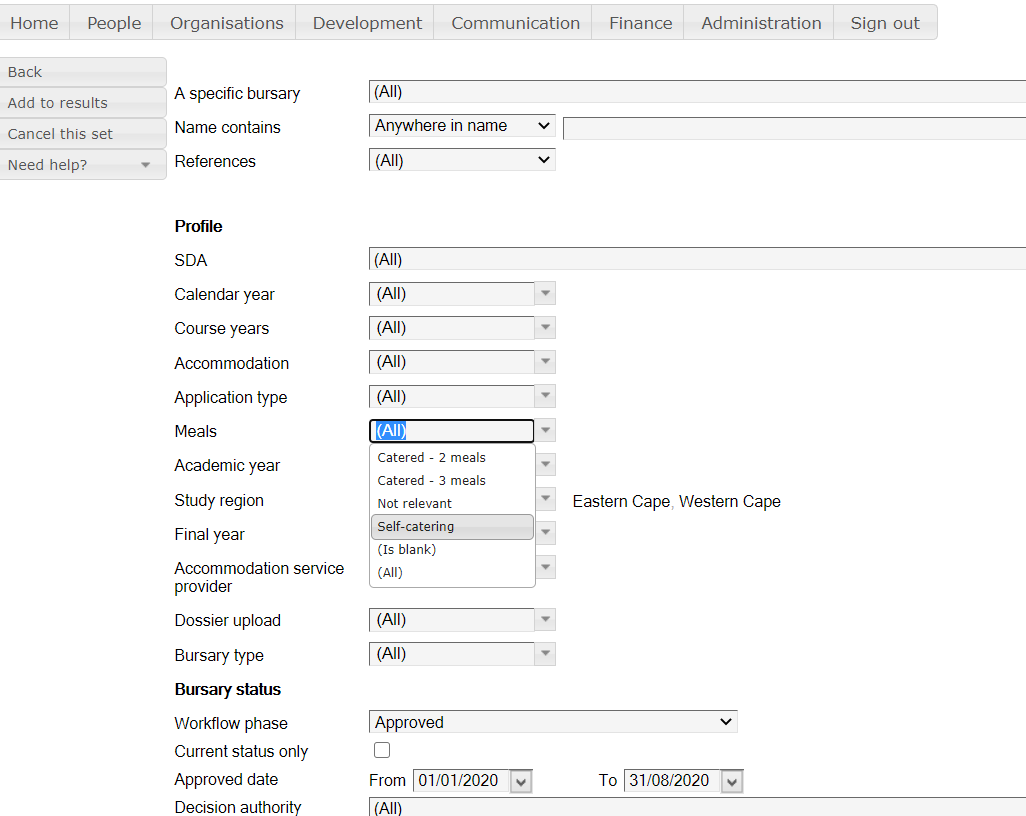 Home People Organisations Development Communication Finance Administration Sign out
Back
Add to results
Cancel this set
Need help?
A specific bursary (All)
Name contains Anywhere in name
References (All)
Profile
SDA (All)
Calendar year (All)
Course years (All)
Accommodation (All)
Application type (All)
Meals (All)
Catered - 2 meals
Catered - 3 meals
Not relevant
Self-catering
(Is blank)
(All)
Academic year
Study region Eastern Cape, Western Cape
Final year
Accommodation service
provider
Dossier upload (All)
Bursary type (All)
Bursary status
Workflow phase Approved
Current status only
Approved date From 01/01/2020 To 31/08/2020
Decision authority (All)